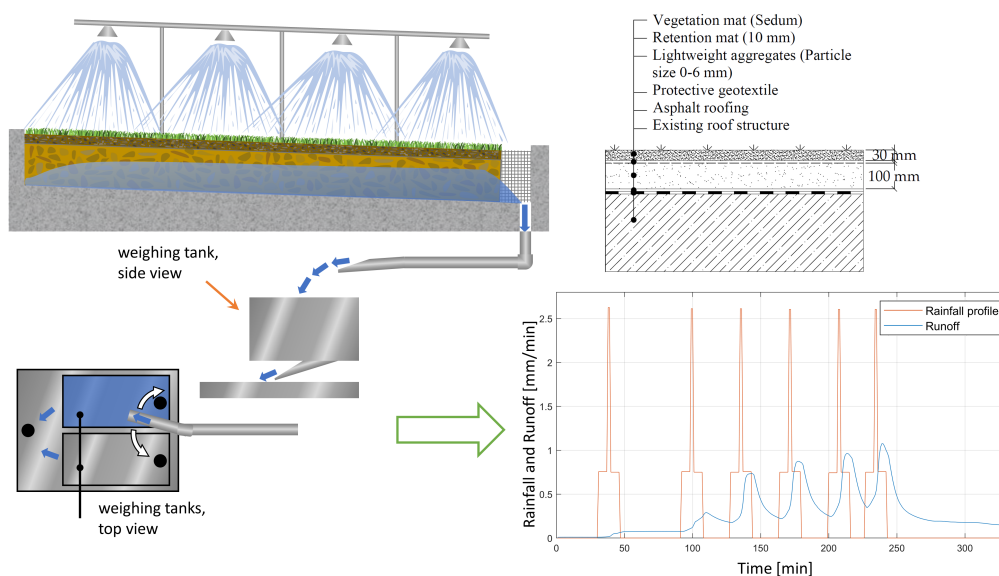 Vegetation mat (Sedum)
Retention mat (10 mm)
Lightweight aggregates (Particle
size 0-6 mm)
Protective geotextile
Asphalt roofing
Existing roof structure
30 mm
100 mm
weighing tank,
side view
weighing tanks,
top view
Rainfall profile
Runoff
Rainfall and Runoff [mm/min]
2.5
2
1.5
1
0.5
0
0
50
100
150
200
250
300
Time [min]